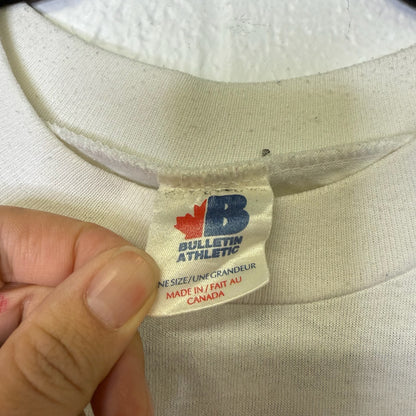 B
BULLETIN
ATHLETIC
NE SIZE/UNE GRANDEUR
MADE IN/FAIT AU
CANADA